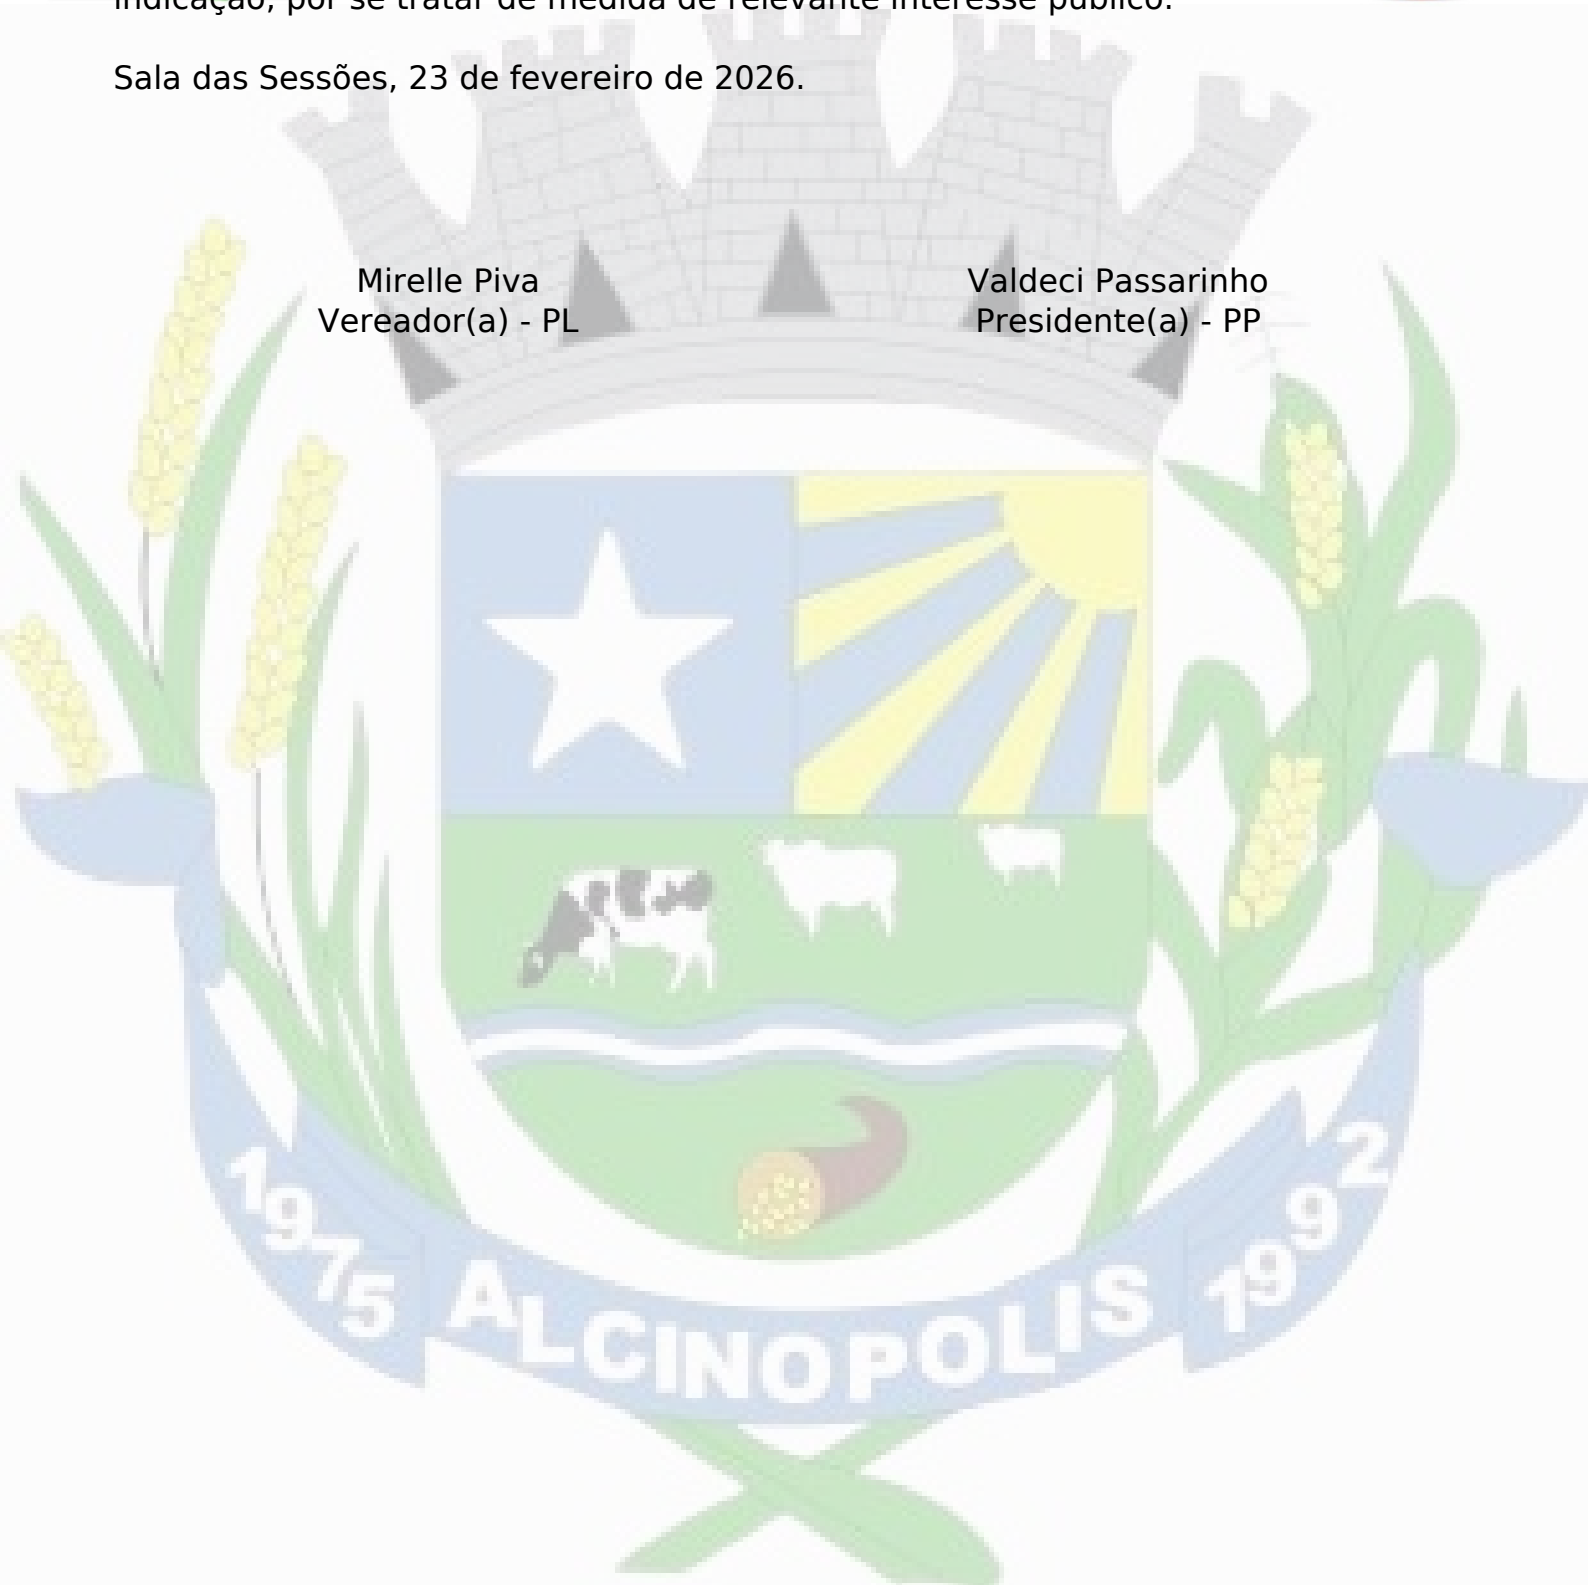 indicação, por se tratar de medida de relevante interesse público.
Sala das Sessões, 23 de fevereiro de 2026.
Mirelle Piva
Vereador(a) - PL
Valdeci Passarinho
Presidente(a) - PP
1975
ALCINOPOLIS
1992